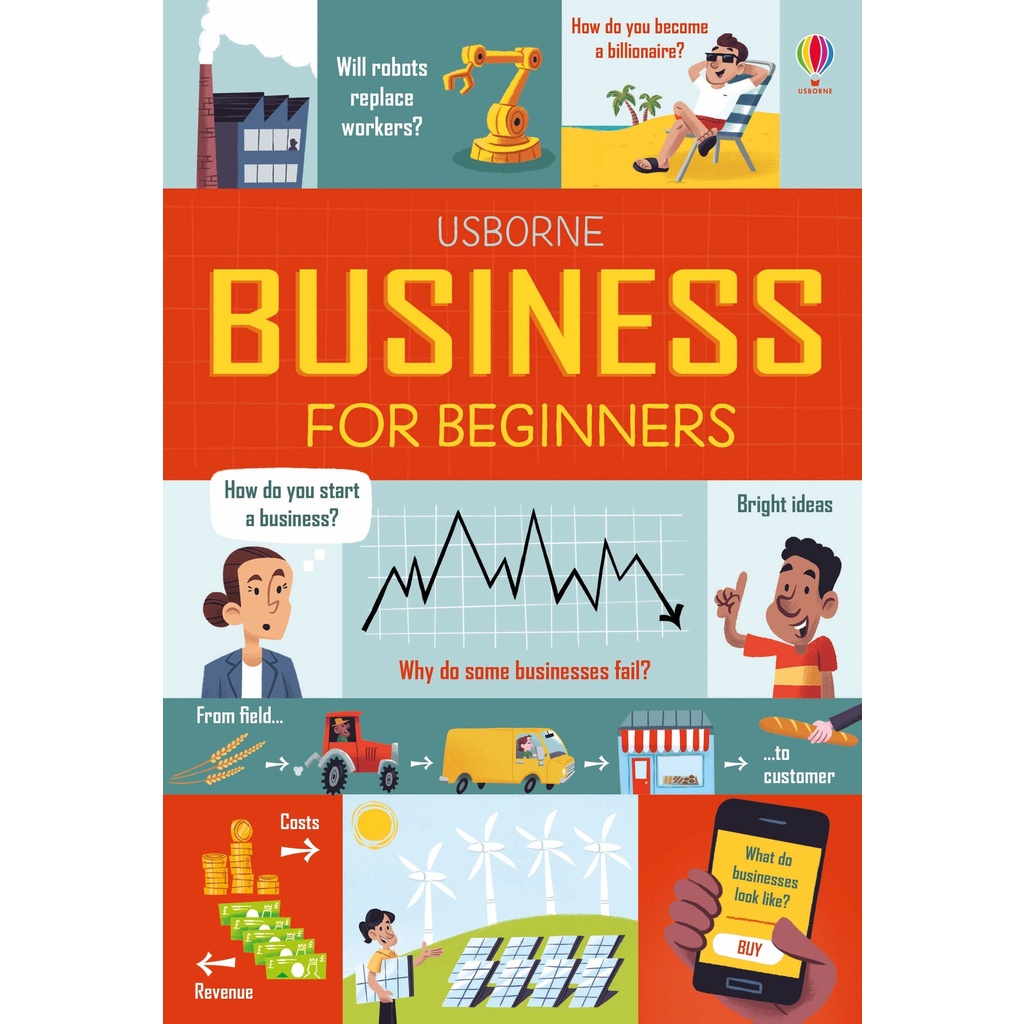 Will robots
replace
workers?
How do you become
a billionaire?
USBORNE
USBORNE
BUSINESS
FOR BEGINNERS
How do you start
a business?
Why do some businesses fail?
Bright ideas
From field...
...to
customer
Costs
£
£
£
£
£
£
Revenue
What do
businesses
look like?
BUY